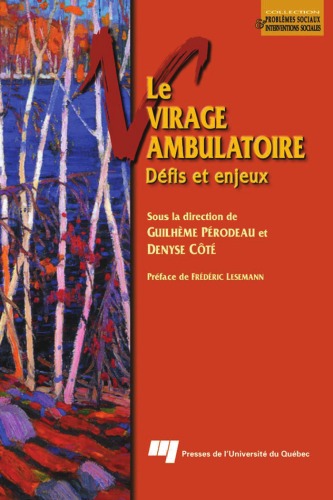 COLLECTION
PROBLÈMES SOCIAUX
& INTERVENTIONS SOCIALES
Le
VIRAGE
AMBULATOIRE
Défis et enjeux
Sous la direction de
GUILHÈME PÉRODEAU et
DENYSE CÔTÉ
Préface de FRÉDÉRIC LESEMANN
Presses de l'Université du Québec